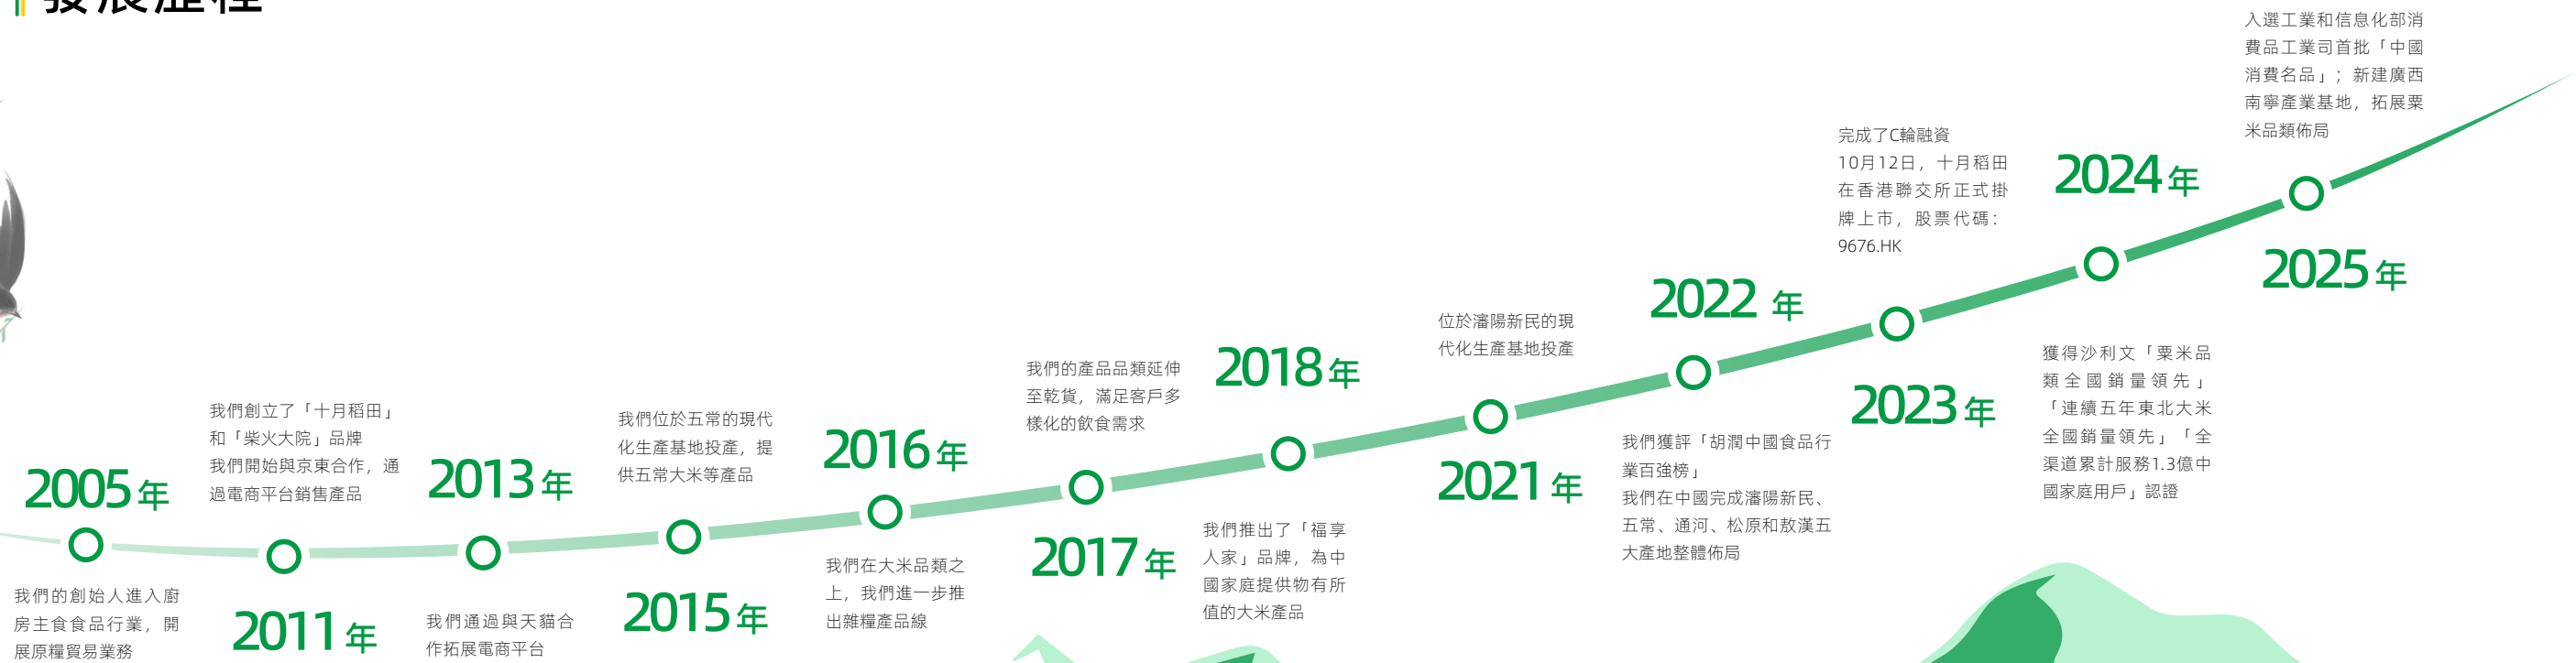 發展歷程
2005年
我們的創始人進入廚
房主食食品行業，開
展原糧貿易業務
我們創立了「十月稻田」
和「柴火大院」品牌
我們開始與京東合作，通
過電商平台銷售產品
2011年
2013年
我們通過與天貓合
作拓展電商平台
我們位於五常的現代
化生產基地投產，提
供五常大米等產品
2015年
2016年
我們在大米品類之
上，我們進一步推
出雜糧產品線
我們的產品品類延伸
至乾貨，滿足客戶多
樣化的飲食需求
2017年
2018年
我們推出了「福享
人家」品牌，為中
國家庭提供物有所
值的大米產品
位於瀋陽新民的現
代化生產基地投產
2021年
2022 年
我們獲評「胡潤中國食品行
業百強榜」
我們在中國完成瀋陽新民、
五常、通河、松原和敖漢五
大產地整體佈局
完成了C輪融資
10月12日，十月稻田
在香港聯交所正式掛
牌上市，股票代碼：
9676.HK
2023年
2024年
獲得沙利文「粟米品
類全國銷量領先」
「連續五年東北大米
全國銷量領先」「全
渠道累計服務1.3億中
國家庭用戶」認證
入選工業和信息化部消
費品工業司首批「中國
消費名品」；新建廣西
南寧產業基地，拓展粟
米品類佈局
2025年